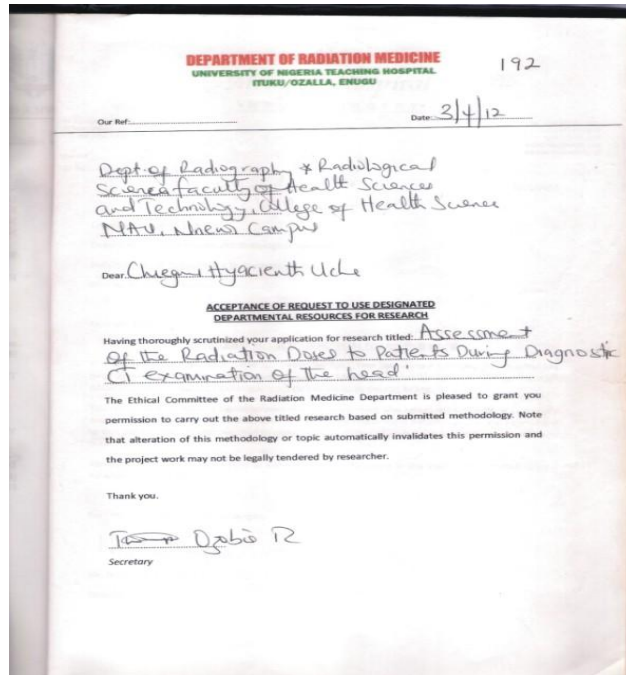 DEPARTMENT OF RADIATION MEDICINE
UNIVERSITY OF NIGERIA TEACHING HOSPITAL
ITUKU/OZALLA, ENUGU
192
Our Ref:
Date: 3/4/12
Dept. of Radiography & Radiological
Science faculty of Health Sciences
and Technology, College of Health Sciences
NAU, Nnewi Campus
Dear. Hyacienth Uche
ACCEPTANCE OF REQUEST TO USE DESIGNATED
DEPARTMENTAL RESOURCES FOR RESEARCH
Having thoroughly scrutinized your application for research titled: Assessment
Of the Radiation Doses to Patients During Diagnostic
CT examination of the head'
The Ethical Committee of the Radiation Medicine Department is pleased to grant you
permission to carry out the above titled research based on submitted methodology. Note
that alteration of this methodology or topic automatically invalidates this permission and
the project work may not be legally tendered by researcher.
Thank you.
R
Secretary